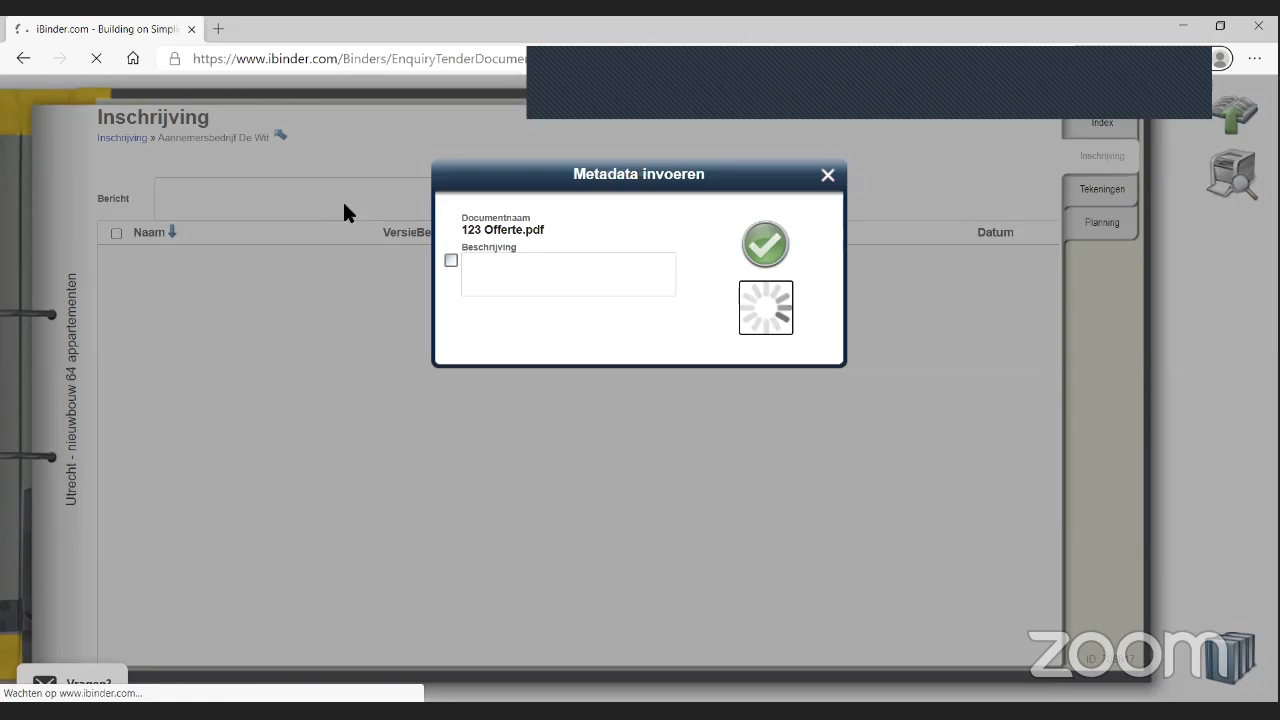 iBinder.com - Building on Simpli
https://www.ibinder.com/Binders/EnquiryTenderDocumen
Inschrijving
Inschrijving » Aannemersbedrijf De Wit
Bericht
Naam
VersieBe
Datum
Metadata invoeren
Documentnaam
123 Offerte.pdf
Beschrijving
Index
Inschrijving
Tekeningen
Planning
Utrecht - nieuwbouw 64 appartementen
Vragen?
Wachten op www.ibinder.com...
zoom